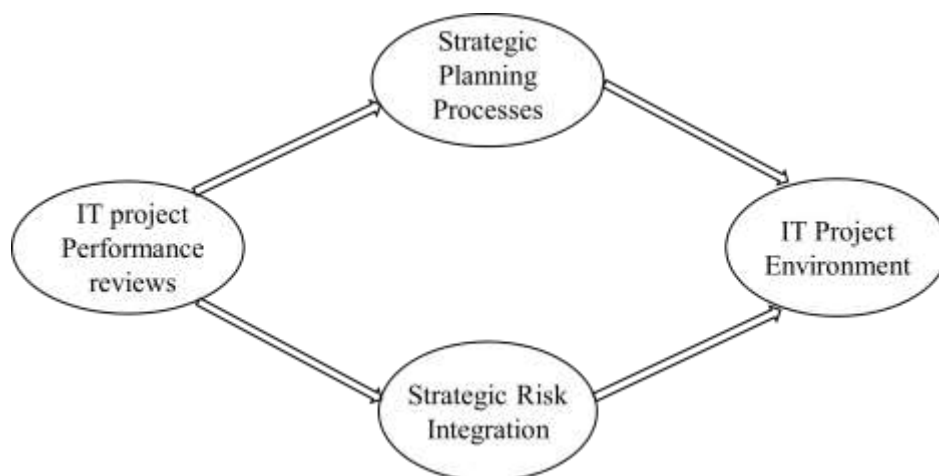 Strategic
Planning
Processes
IT project
Performance
reviews
IT Project
Environment
Strategic Risk
Integration